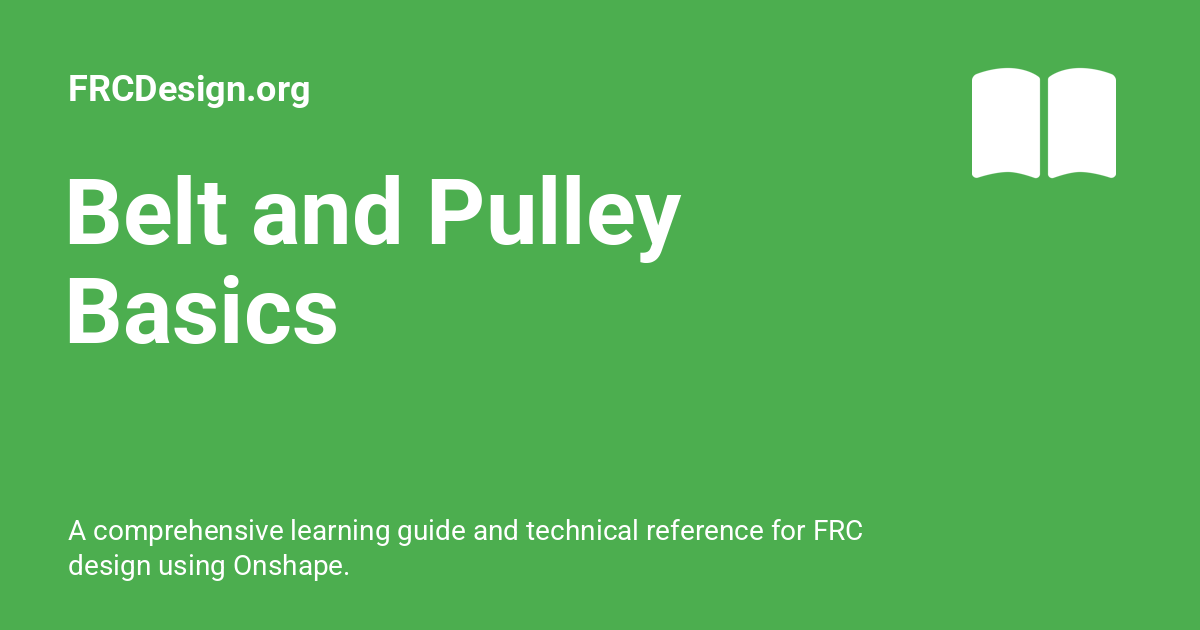 FRCDesign.org
Belt and Pulley
Basics
A comprehensive learning guide and technical reference for FRC
design using Onshape.